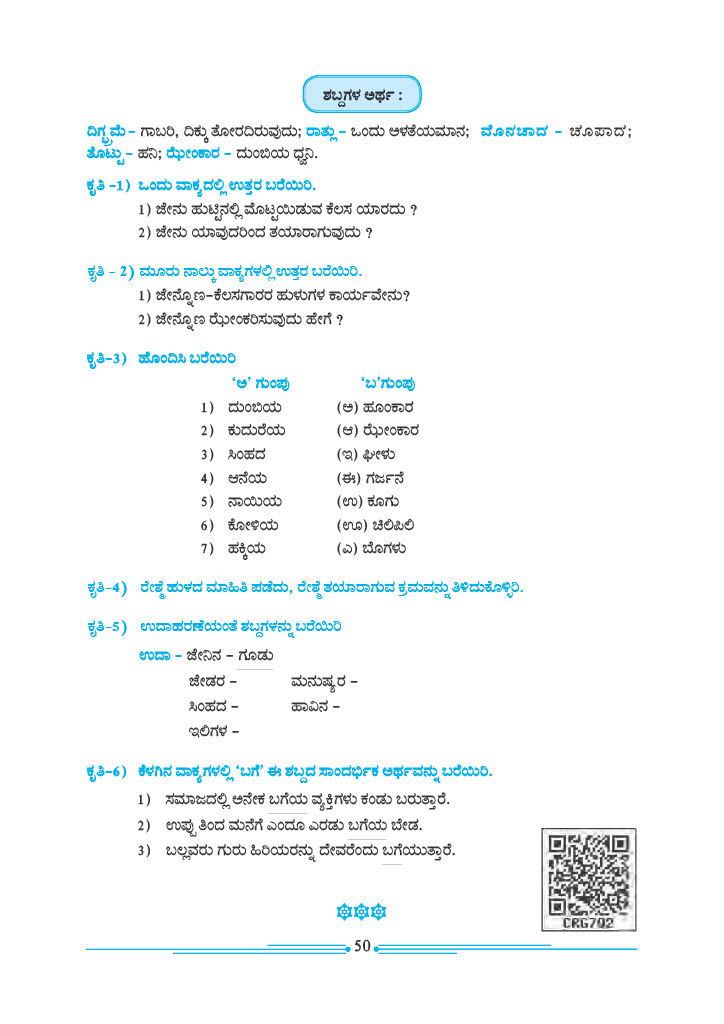 ಶಬ್ದಗಳ ಅರ್ಥ :
ದಿಗ್ಭ್ರಮೆ – ಗಾಬರಿ, ದಿಕ್ಕು ತೋರದಿರುವುದು; ರಾತ್ಲು – ಒಂದು ಅಳತೆಯಮಾನ; ಮೊನಚಾದ – ಚೂಪಾದ;
ತೊಟ್ಟು – ಹನಿ; ಝೇಂಕಾರ – ದುಂಬಿಯ ಧ್ವನಿ.
ಕೃತಿ –1) ಒಂದು ವಾಕ್ಯದಲ್ಲಿ ಉತ್ತರ ಬರೆಯಿರಿ.
1) ಜೇನು ಹುಟ್ಟಿನಲ್ಲಿ ಮೊಟ್ಟಯಿಡುವ ಕೆಲಸ ಯಾರದು ?
2) ಜೇನು ಯಾವುದರಿಂದ ತಯಾರಾಗುವುದು ?
ಕೃತಿ – 2) ಮೂರು ನಾಲ್ಕು ವಾಕ್ಯಗಳಲ್ಲಿ ಉತ್ತರ ಬರೆಯಿರಿ.
1) ಜೇನ್ನೊಣ–ಕೆಲಸಗಾರರ ಹುಳುಗಳ ಕಾರ್ಯವೇನು?
2) ಜೇನ್ನೊಣ ಝೇಂಕರಿಸುವುದು ಹೇಗೆ ?
ಕೃತಿ–3) ಹೊಂದಿಸಿ ಬರೆಯಿರಿ
‘ಅ’ ಗುಂಪು ‘ಬ’ಗುಂಪು
1) ದುಂಬಿಯ (ಅ) ಹೂಂಕಾರ
2) ಕುದುರೆಯ (ಆ) ಝೇಂಕಾರ
3) ಸಿಂಹದ (ಇ) ಘೀಳು
4) ಆನೆಯ (ಈ) ಗರ್ಜನೆ
5) ನಾಯಿಯ (ಉ) ಕೂಗು
6) ಕೋಳಿಯ (ಊ) ಚಿಲಿಪಿಲಿ
7) ಹಕ್ಕಿಯ (ಎ) ಬೊಗಳು
ಕೃತಿ–4) ರೇಶ್ಮೆ ಹುಳದ ಮಾಹಿತಿ ಪಡೆದು, ರೇಶ್ಮೆ ತಯಾರಾಗುವ ಕ್ರಮವನ್ನು ತಿಳಿದುಕೊಳ್ಳಿರಿ.
ಕೃತಿ–5) ಉದಾಹರಣೆಯಂತೆ ಶಬ್ದಗಳನ್ನು ಬರೆಯಿರಿ
ಉದಾ – ಜೇನಿನ – ಗೂಡು
ಜೇಡರ – ಮನುಷ್ಯರ –
ಸಿಂಹದ – ಹಾವಿನ –
ಇಲಿಗಳ –
ಕೃತಿ–6) ಕೆಳಗಿನ ವಾಕ್ಯಗಳಲ್ಲಿ ‘ಬಗೆ’ ಈ ಶಬ್ದದ ಸಾಂದರ್ಭಿಕ ಅರ್ಥವನ್ನು ಬರೆಯಿರಿ.
1) ಸಮಾಜದಲ್ಲಿ ಅನೇಕ ಬಗೆಯ ವ್ಯಕ್ತಿಗಳು ಕಂಡು ಬರುತ್ತಾರೆ.
2) ಉಪ್ಪು ತಿಂದ ಮನೆಗೆ ಎಂದೂ ಎರಡು ಬಗೆಯ ಬೇಡ.
3) ಬಲ್ಲವರು ಗುರು ಹಿರಿಯರನ್ನು ದೇವರೆಂದು ಬಗೆಯುತ್ತಾರೆ.
CRG7Q2
50